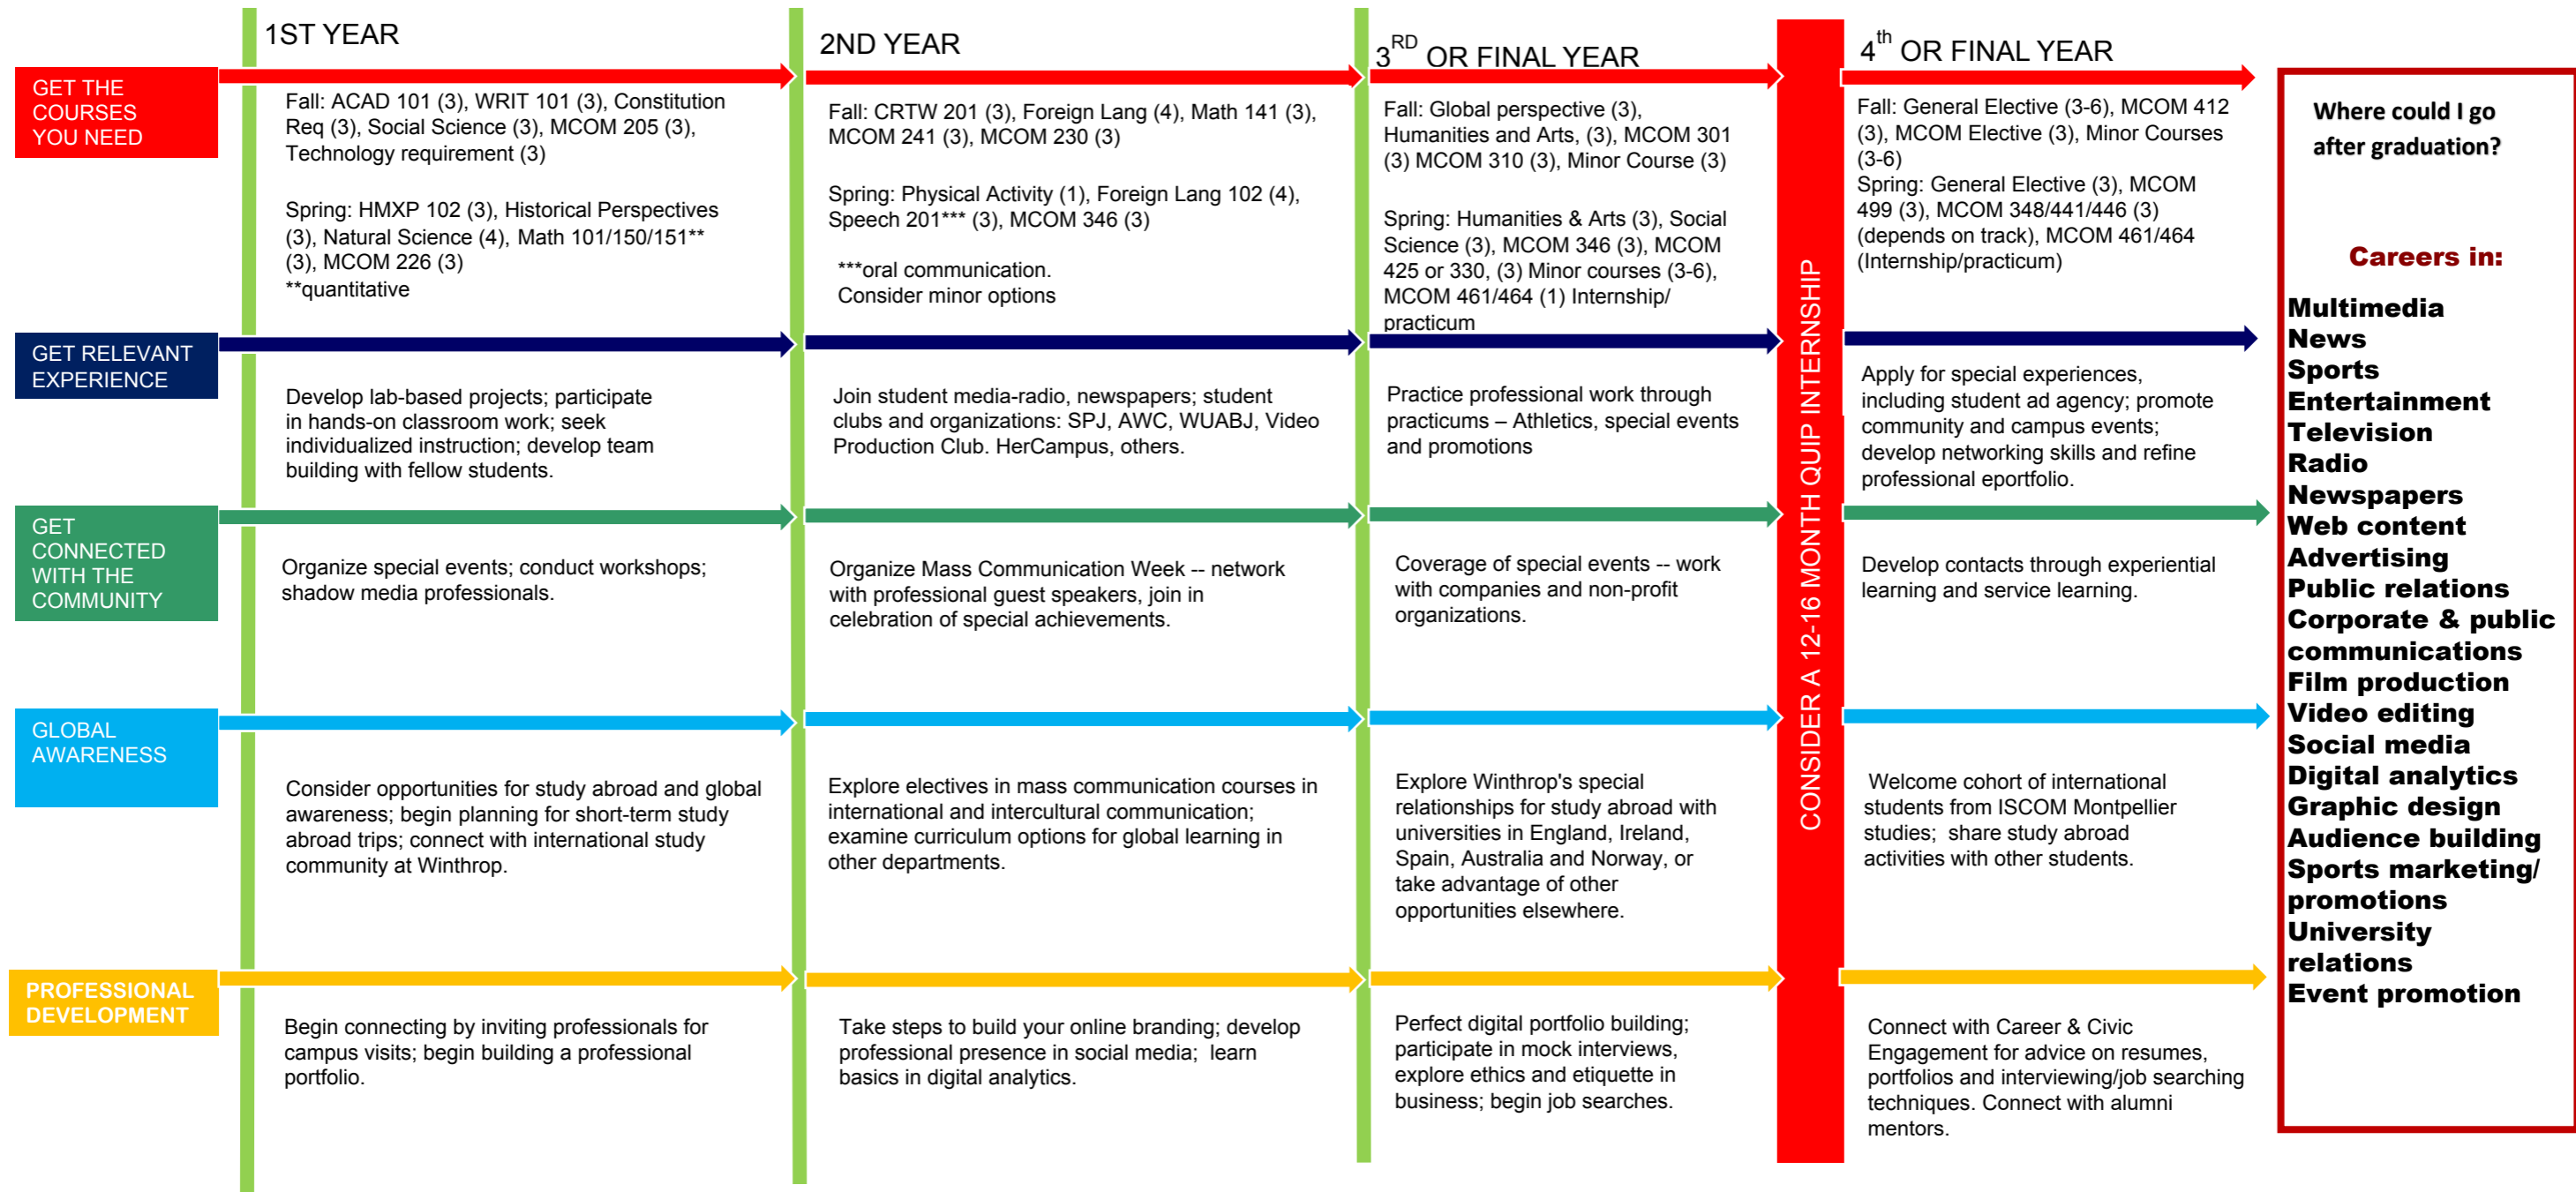 1ST YEAR
2ND YEAR
3RD OR FINAL YEAR
4th OR FINAL YEAR
GET THE
COURSES
YOU NEED
Fall: ACAD 101 (3), WRIT 101 (3), Constitution
Req (3), Social Science (3), MCOM 205 (3),
Technology requirement (3)
Spring: HMXP 102 (3), Historical Perspectives
(3), Natural Science (4), Math 101/150/151**
(3), MCOM 226 (3)
**quantitative
Fall: CRTW 201 (3), Foreign Lang (4), Math 141 (3),
MCOM 241 (3), MCOM 230 (3)
Spring: Physical Activity (1), Foreign Lang 102 (4),
Speech 201*** (3), MCOM 346 (3)
***oral communication.
Consider minor options
Fall: Global perspective (3),
Humanities and Arts, (3), MCOM 301
(3) MCOM 310 (3), Minor Course (3)
Spring: Humanities & Arts (3), Social
Science (3), MCOM 346 (3), MCOM
425 or 330, (3) Minor courses (3-6),
MCOM 461/464 (1) Internship/
practicum
Fall: General Elective (3-6), MCOM 412
(3), MCOM Elective (3), Minor Courses
(3-6)
Spring: General Elective (3), MCOM
499 (3), MCOM 348/441/446 (3)
(depends on track), MCOM 461/464
(Internship/practicum)
GET RELEVANT
EXPERIENCE
Develop lab-based projects; participate
in hands-on classroom work; seek
individualized instruction; develop team
building with fellow students.
Join student media-radio, newspapers; student
clubs and organizations: SPJ, AWC, WUABJ, Video
Production Club. HerCampus, others.
Practice professional work through
practicums – Athletics, special events
and promotions
Apply for special experiences,
including student ad agency; promote
community and campus events;
develop networking skills and refine
professional eportfolio.
GET
CONNECTED
WITH THE
COMMUNITY
Organize special events; conduct workshops;
shadow media professionals.
Organize Mass Communication Week -- network
with professional guest speakers, join in
celebration of special achievements.
Coverage of special events -- work
with companies and non-profit
organizations.
Develop contacts through experiential
learning and service learning.
GLOBAL
AWARENESS
Consider opportunities for study abroad and global
awareness; begin planning for short-term study
abroad trips; connect with international study
community at Winthrop.
Explore electives in mass communication courses in
international and intercultural communication;
examine curriculum options for global learning in
other departments.
Explore Winthrop's special
relationships for study abroad with
universities in England, Ireland,
Spain, Australia and Norway, or
take advantage of other
opportunities elsewhere.
Welcome cohort of international
students from ISCOM Montpellier
studies; share study abroad
activities with other students.
PROFESSIONAL
DEVELOPMENT
Begin connecting by inviting professionals for
campus visits; begin building a professional
portfolio.
Take steps to build your online branding; develop
professional presence in social media; learn
basics in digital analytics.
Perfect digital portfolio building;
participate in mock interviews,
explore ethics and etiquette in
business; begin job searches.
Connect with Career & Civic
Engagement for advice on resumes,
portfolios and interviewing/job searching
techniques. Connect with alumni
mentors.
CONSIDER A 12-16 MONTH QUIP INTERNSHIP
Where could I go
after graduation?
Careers in:
Multimedia
News
Sports
Entertainment
Television
Radio
Newspapers
Web content
Advertising
Public relations
Corporate & public
communications
Film production
Video editing
Social media
Digital analytics
Graphic design
Audience building
Sports marketing/
promotions
University
relations
Event promotion